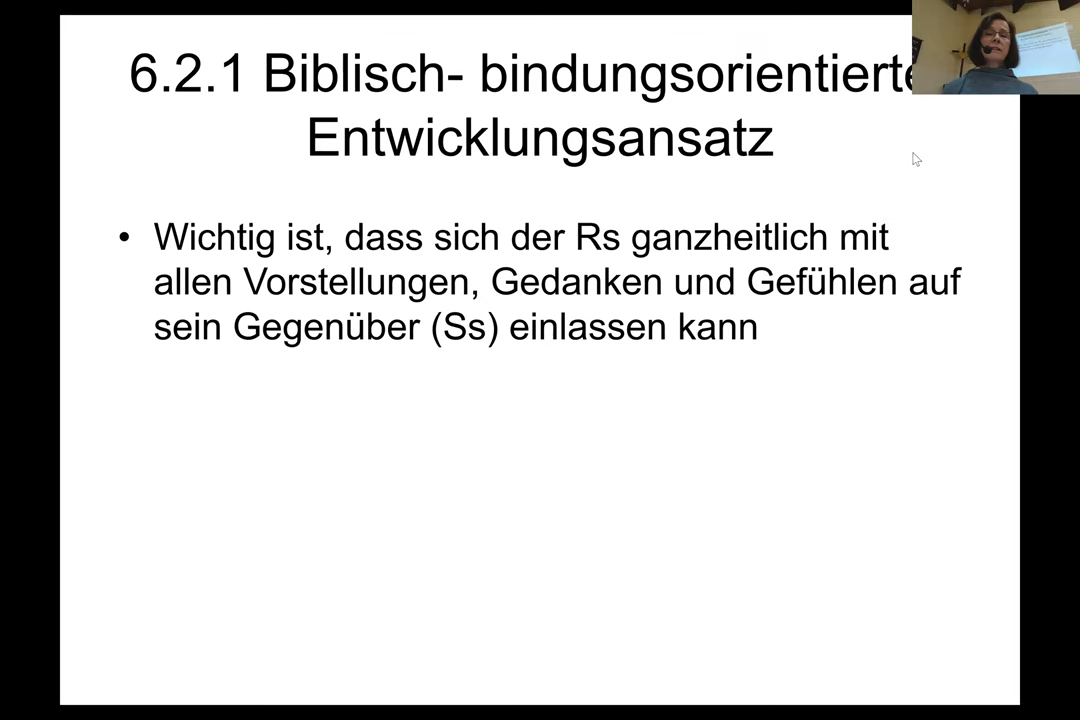 6.2.1 Biblisch- bindungsorientierte
Entwicklungsansatz
• Wichtig ist, dass sich der Rs ganzheitlich mit
allen Vorstellungen, Gedanken und Gefühlen auf
sein Gegenüber (Ss) einlassen kann